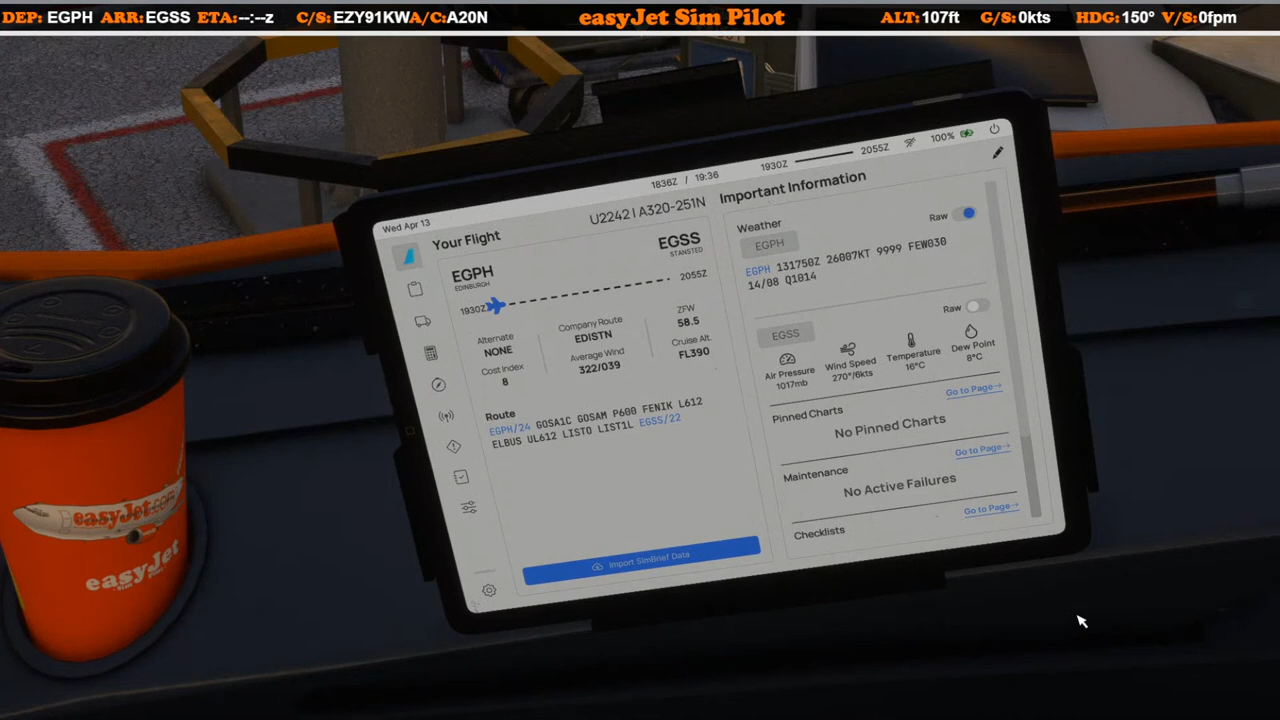 DEP: EGPH ARR: EGSS ETA:--:--z C/S: EZY91KW A/C: A20N easyJet Sim Pilot ALT: 107ft G/S: 0kts HDG: 150° V/S: 0fpm
Wed Apr 13 1836Z / 19:36 1930Z 2055Z 100%
Your Flight
U2242 | A320-251N
EGPH
EDINBURGH
EGSS
STANSTED
1930Z
2055Z
Alternate
NONE
Company Route
EDISTN
ZFW
58.5
Cost Index
8
Average Wind
322/039
Cruise Alt.
FL390
Route
EGPH/24 GOSA1C GOSAM P600 FENIK L612
ELBUS UL612 LISTO LIST1L EGSS/22
Import SimBrief Data
Important Information
Weather
Raw
EGPH
EGPH 131750Z 26007KT 9999 FEW030
14/08 Q1014
Raw
EGSS
Air Pressure
1017mb
Wind Speed
270°/6kts
Temperature
16°C
Dew Point
8°C
Pinned Charts
Go to Page
No Pinned Charts
Maintenance
Go to Page
No Active Failures
Checklists
Go to Page
easyJet.com
easyJet